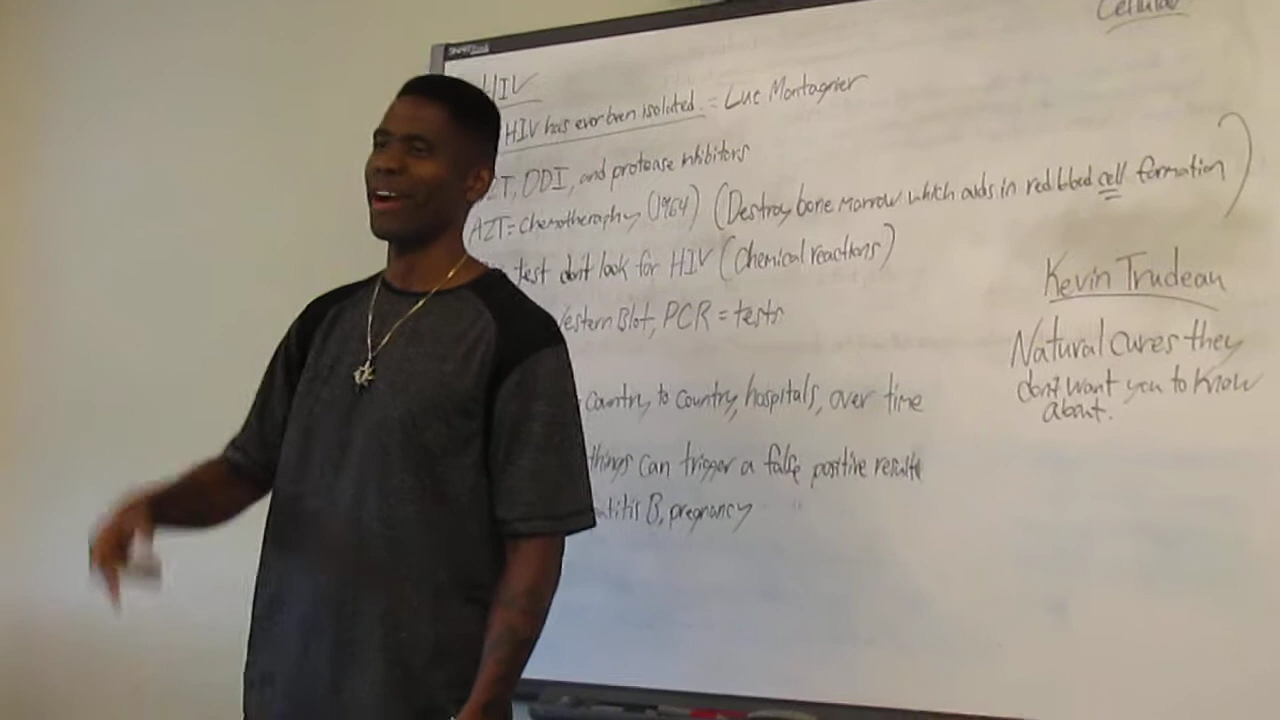 Cellular
HIV
HIV has ever been isolated. = Luc Montagnier
AZT, DDI, and protease inhibitors
AZT = Chemotheraphy (1964) (Destroy bone marrow which aids in red blood cell formation)
test don't look for HIV (Chemical reactions)
Western Blot, PCR = tests
Country to Country, hospitals, over time
things can trigger a false positive results
B, pregnancy
Kevin Trudeau
Natural cures they
don't want you to know
about.